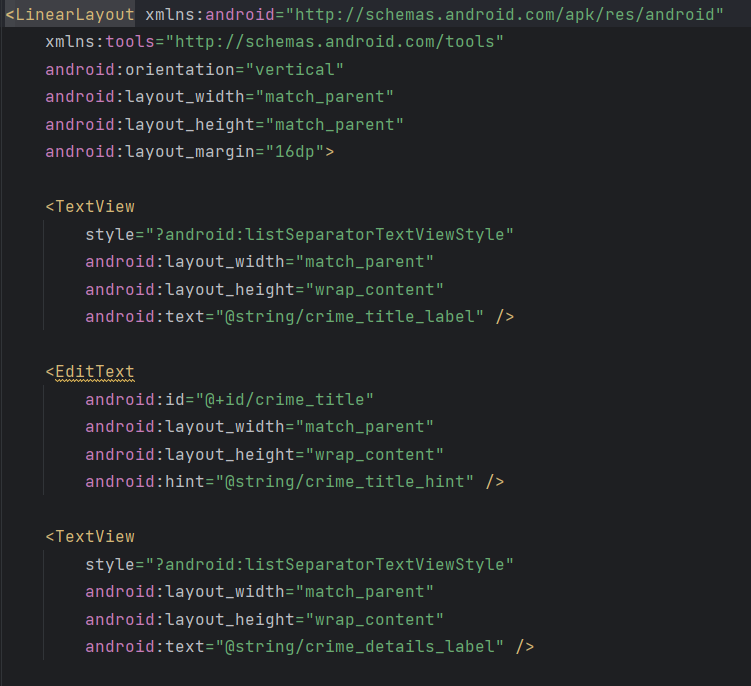 <LinearLayout xmlns:android="http://schemas.android.com/apk/res/android"
    xmlns:tools="http://schemas.android.com/tools"
    android:orientation="vertical"
    android:layout_width="match_parent"
    android:layout_height="match_parent"
    android:layout_margin="16dp">

    <TextView
        style="?android:listSeparatorTextViewStyle"
        android:layout_width="match_parent"
        android:layout_height="wrap_content"
        android:text="@string/crime_title_label" />

    <EditText
        android:id="@+id/crime_title"
        android:layout_width="match_parent"
        android:layout_height="wrap_content"
        android:hint="@string/crime_title_hint" />

    <TextView
        style="?android:listSeparatorTextViewStyle"
        android:layout_width="match_parent"
        android:layout_height="wrap_content"
        android:text="@string/crime_details_label" />